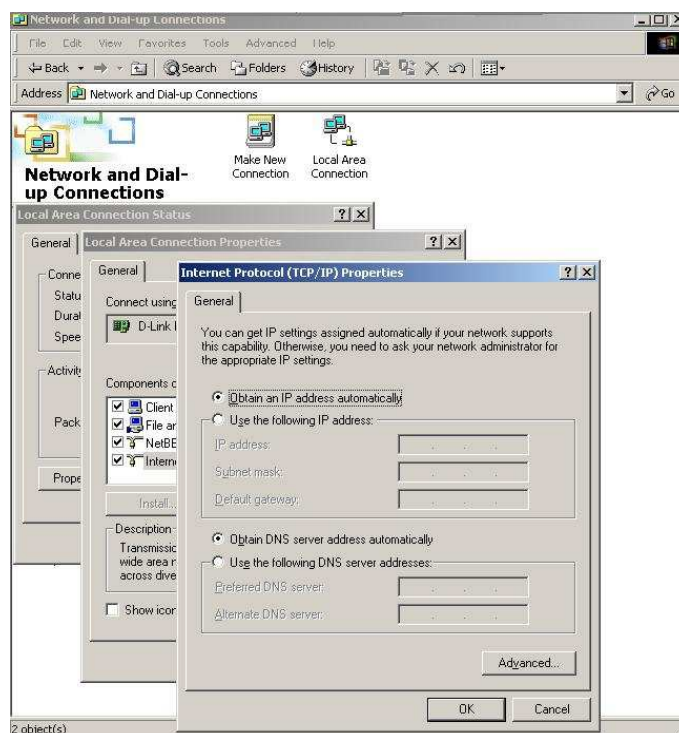 Network and Dial-up Connections
File Edit View Favorites Tools Advanced Help
Back Search Folders History
Address Network and Dial-up Connections Go
Network and Dial-
up Connections
Make New
Connection
Local Area
Connection
Local Area Connection Status
General
Conne
Statu
Durat
Spee
Activity
Pack
Prope
Local Area Connection Properties
General
Connect using
D-Link
Components c
Client
File ar
NetBE
Intern
Install...
Description
Transmissic
wide area n
across dive
Show icor
Internet Protocol (TCP/IP) Properties
General
You can get IP settings assigned automatically if your network supports
this capability. Otherwise, you need to ask your network administrator for
the appropriate IP settings.
Obtain an IP address automatically
Use the following IP address:
IP address:
Subnet mask:
Default gateway:
Obtain DNS server address automatically
Use the following DNS server addresses:
Preferred DNS server:
Alternate DNS server:
Advanced...
OK Cancel
2 object(s)